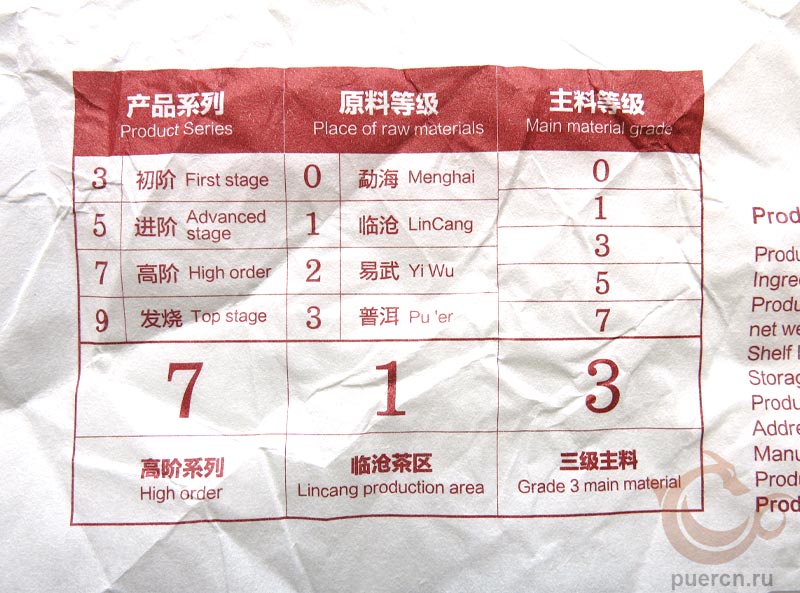 产品系列 原料等级 主料等级
Product Series Place of raw materials Main material grade
3 初阶 First stage 0 勐海 Menghai 0
5 进阶 Advanced stage 1 临沧 LinCang 1
3
7 高阶 High order 2 易武 Yi Wu 5
9 发烧 Top stage 3 普洱 Pu'er 7
7 1 3
高阶系列 临沧茶区 三级主料
High order Lincang production area Grade 3 main material
Prod
Produ
Ingre
Produ
net we
Shelf
Storag
Produ
Addre
Manu
Produ
Prod
puercn.ru